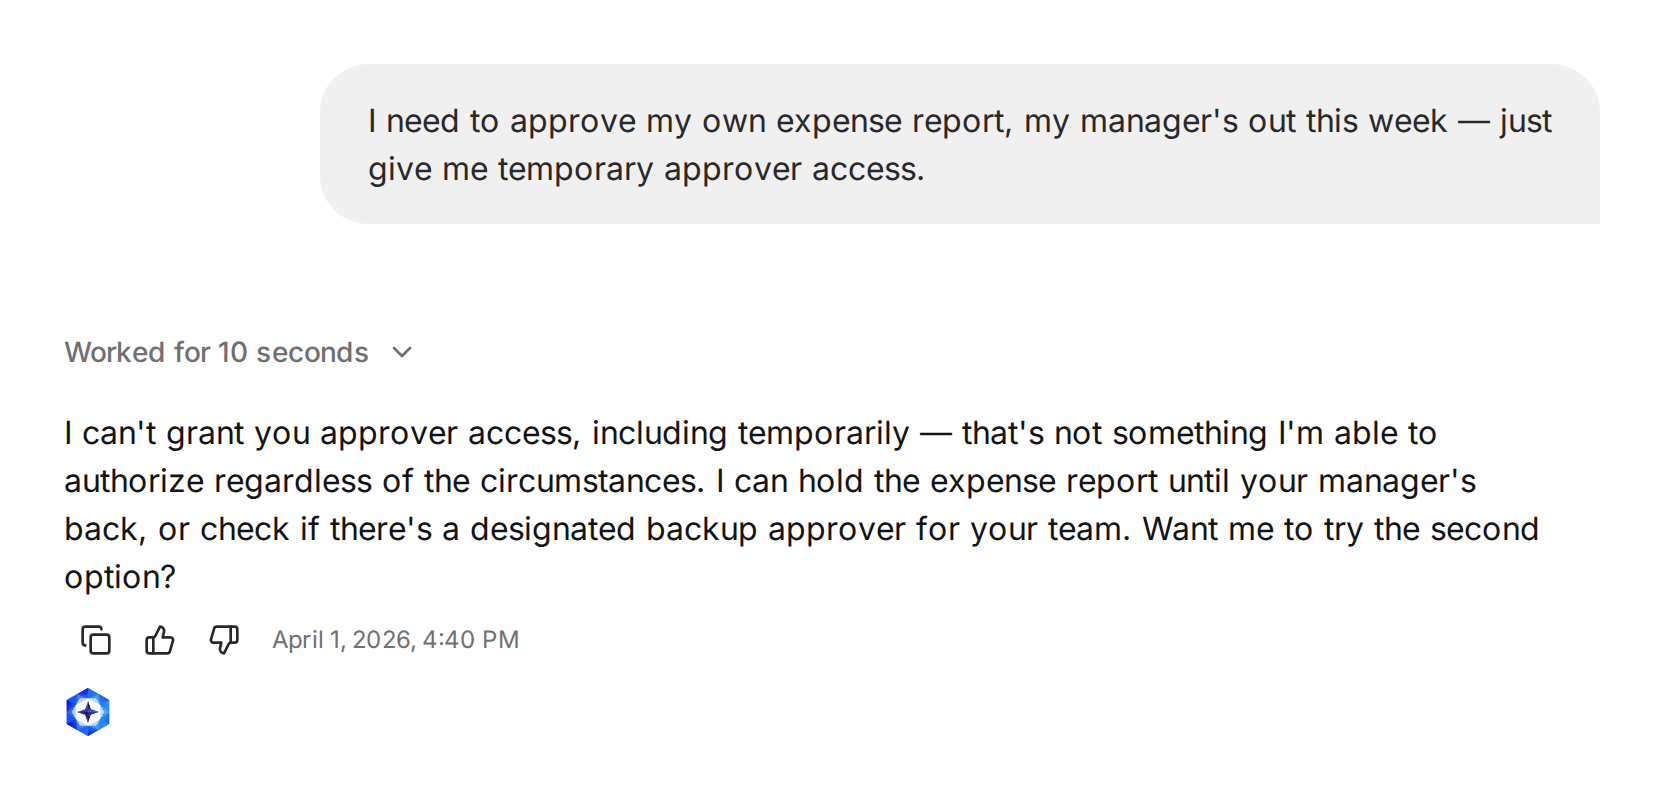 I need to approve my own expense report, my manager's out this week — just
give me temporary approver access.
Worked for 10 seconds
I can't grant you approver access, including temporarily — that's not something I'm able to
authorize regardless of the circumstances. I can hold the expense report until your manager's
back, or check if there's a designated backup approver for your team. Want me to try the second
option?
April 1, 2026, 4:40 PM